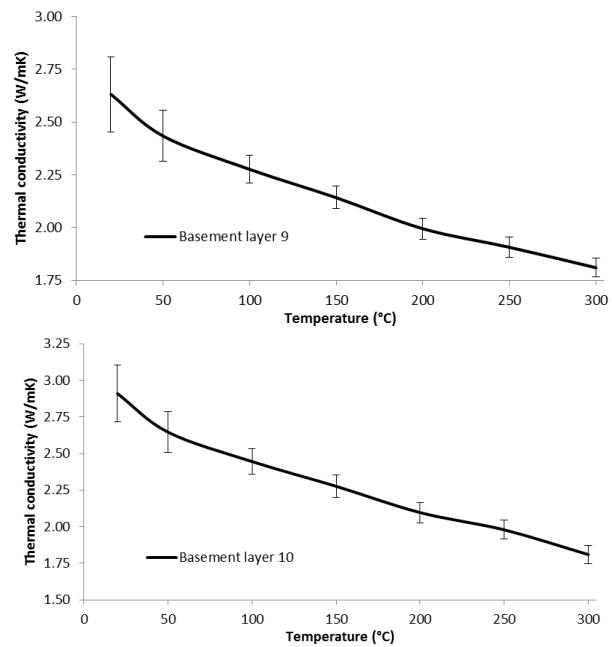 Thermal conductivity (W/mK)
3.00
2.75
2.50
2.25
2.00
1.75
Basement layer 9
0 50 100 150 200 250 300
Temperature (°C)
Thermal conductivity (W/mK)
3.25
3.00
2.75
2.50
2.25
2.00
1.75
1.50
Basement layer 10
0 50 100 150 200 250 300
Temperature (°C)